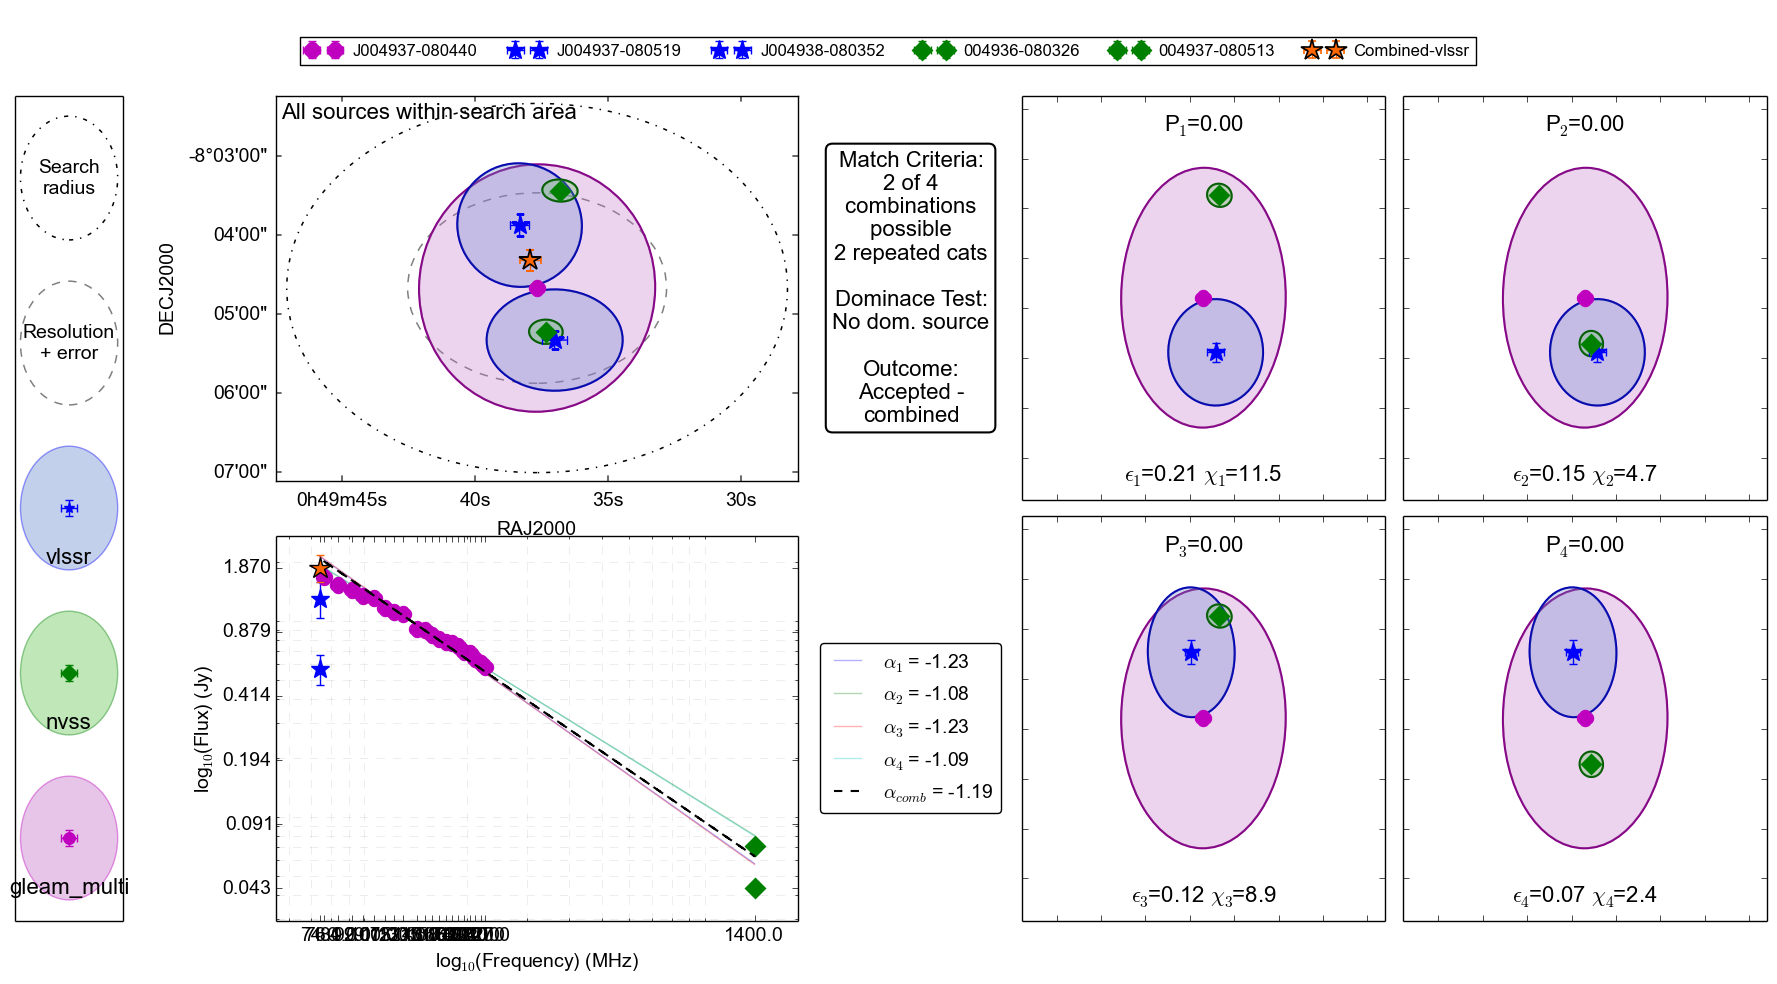 J004937-080440 J004937-080519 J004938-080352 004936-080326 004937-080513 Combined-vlssr
Search
radius
Resolution
+ error
vlssr
nvss
gleam_multi
All sources within search area
DECJ2000
-8°03'00"
04'00"
05'00"
06'00"
07'00"
0h49m45s 40s 35s 30s
RAJ2000
Match Criteria:
2 of 4
combinations
possible
2 repeated cats
Dominace Test:
No dom. source
Outcome:
Accepted -
combined
P1=0.00
ϵ1=0.21 χ1=11.5
P2=0.00
ϵ2=0.15 χ2=4.7
log10(Flux) (Jy)
1.870
0.879
0.414
0.194
0.091
0.043
1400.0
log10(Frequency) (MHz)
α1 = -1.23
α2 = -1.08
α3 = -1.23
α4 = -1.09
αcomb = -1.19
P3=0.00
ϵ3=0.12 χ3=8.9
P4=0.00
ϵ4=0.07 χ4=2.4